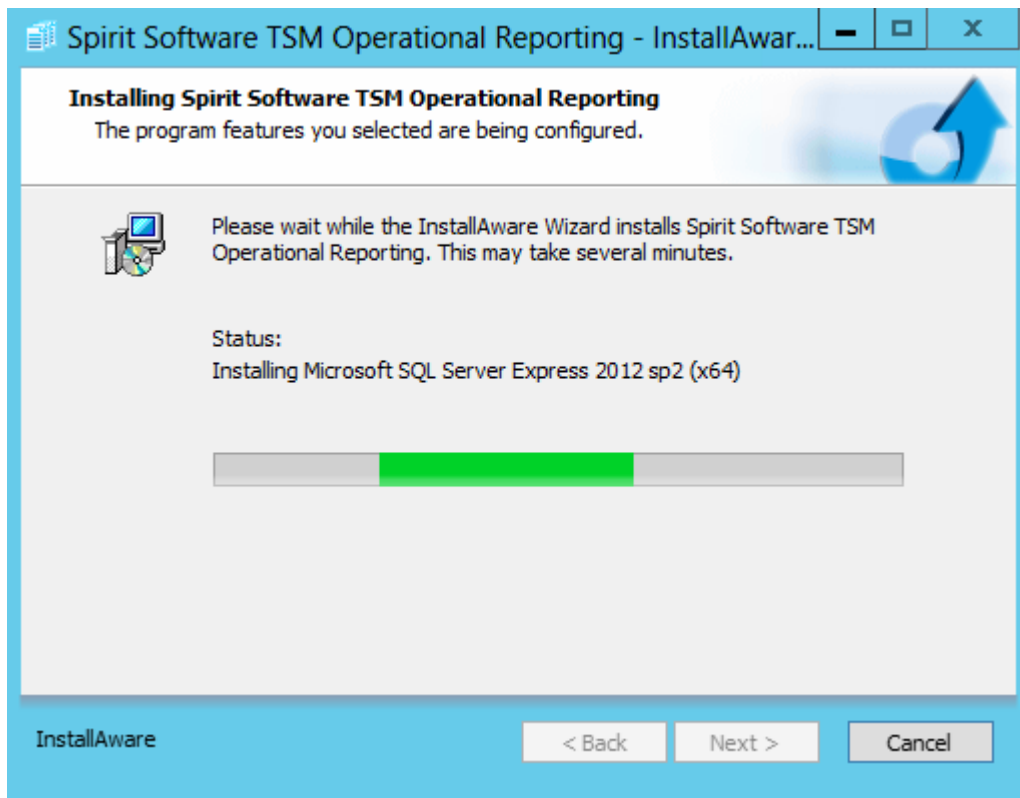 Spirit Software TSM Operational Reporting - InstallAwar...
Installing Spirit Software TSM Operational Reporting
The program features you selected are being configured.
Please wait while the InstallAware Wizard installs Spirit Software TSM
Operational Reporting. This may take several minutes.
Status:
Installing Microsoft SQL Server Express 2012 sp2 (x64)
InstallAware
< Back
Next >
Cancel